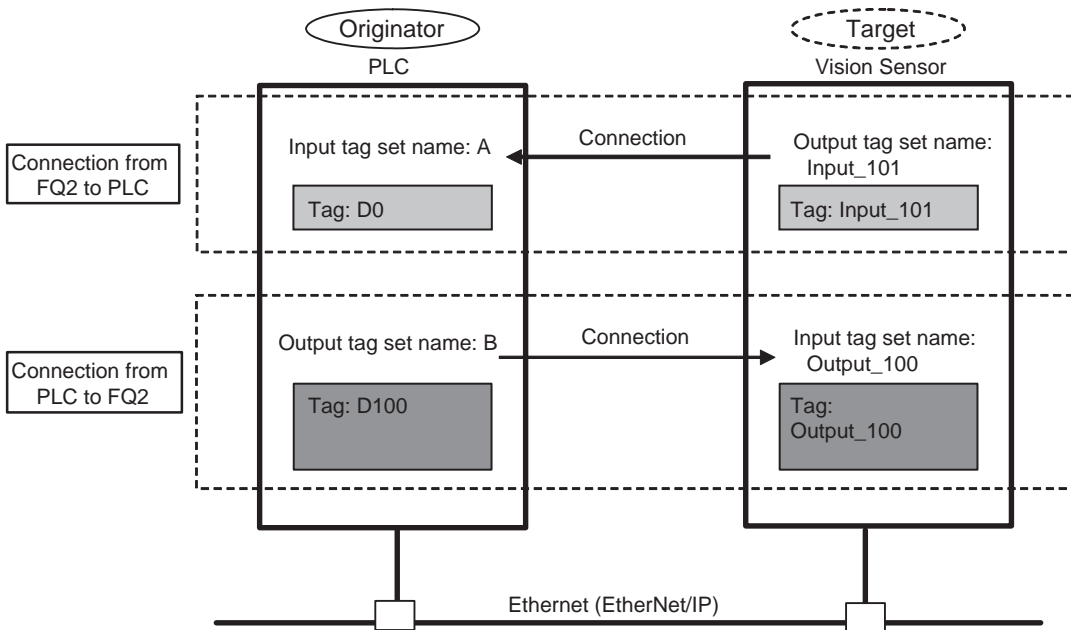 Originator
Target
PLC
Vision Sensor
Connection from
FQ2 to PLC
Input tag set name: A
Connection
Output tag set name:
Input_101
Tag: D0
Tag: Input_101
Connection from
PLC to FQ2
Output tag set name: B
Connection
Input tag set name:
Output_100
Tag: D100
Tag:
Output_100
Ethernet (EtherNet/IP)